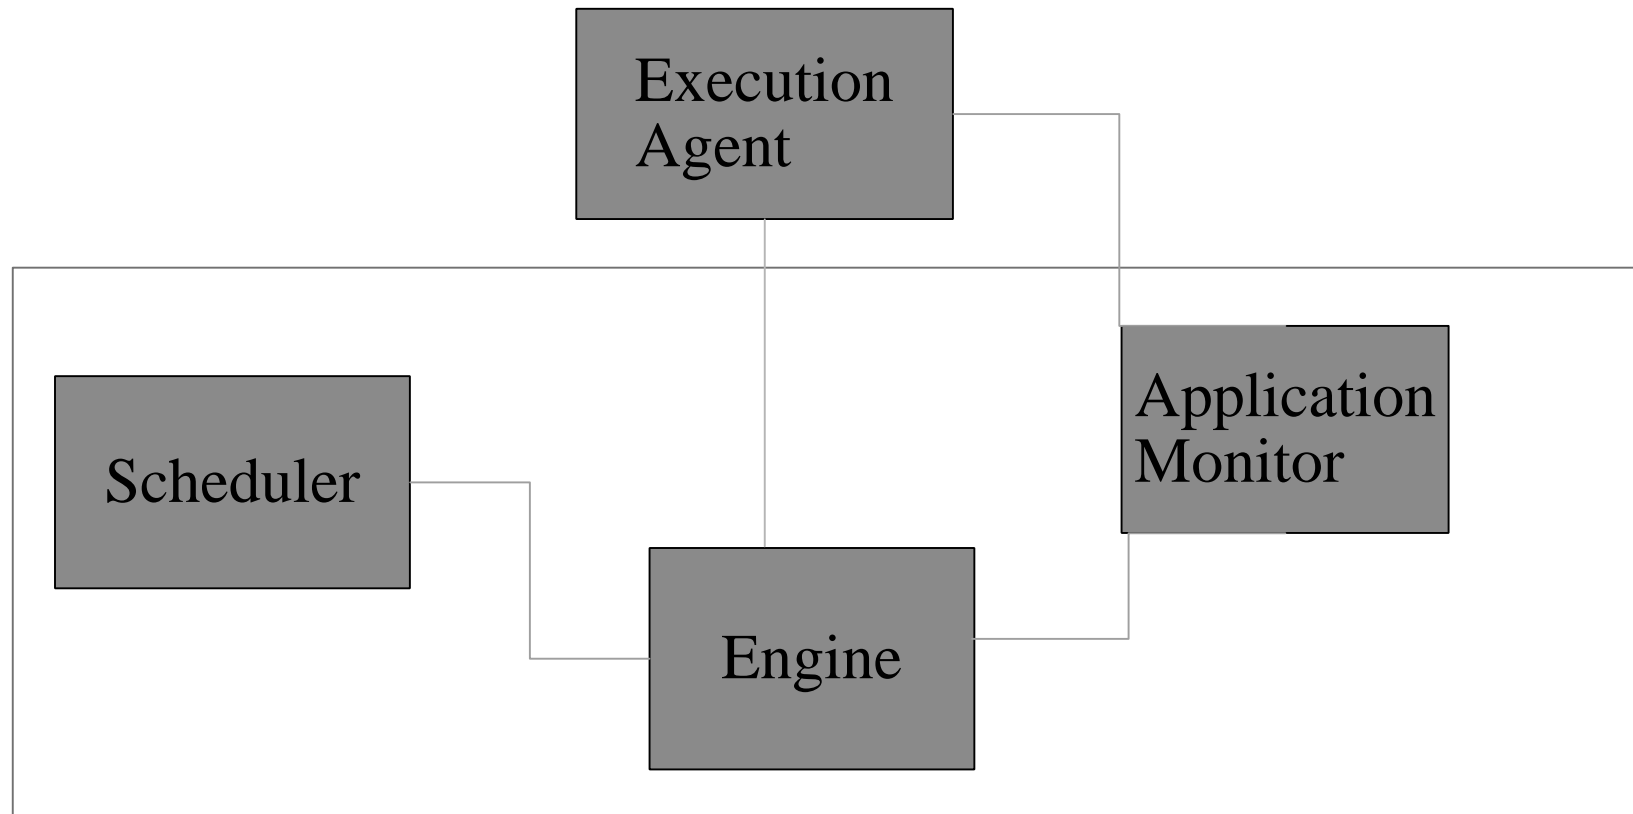 Execution
Agent
Application
Monitor
Scheduler
Engine